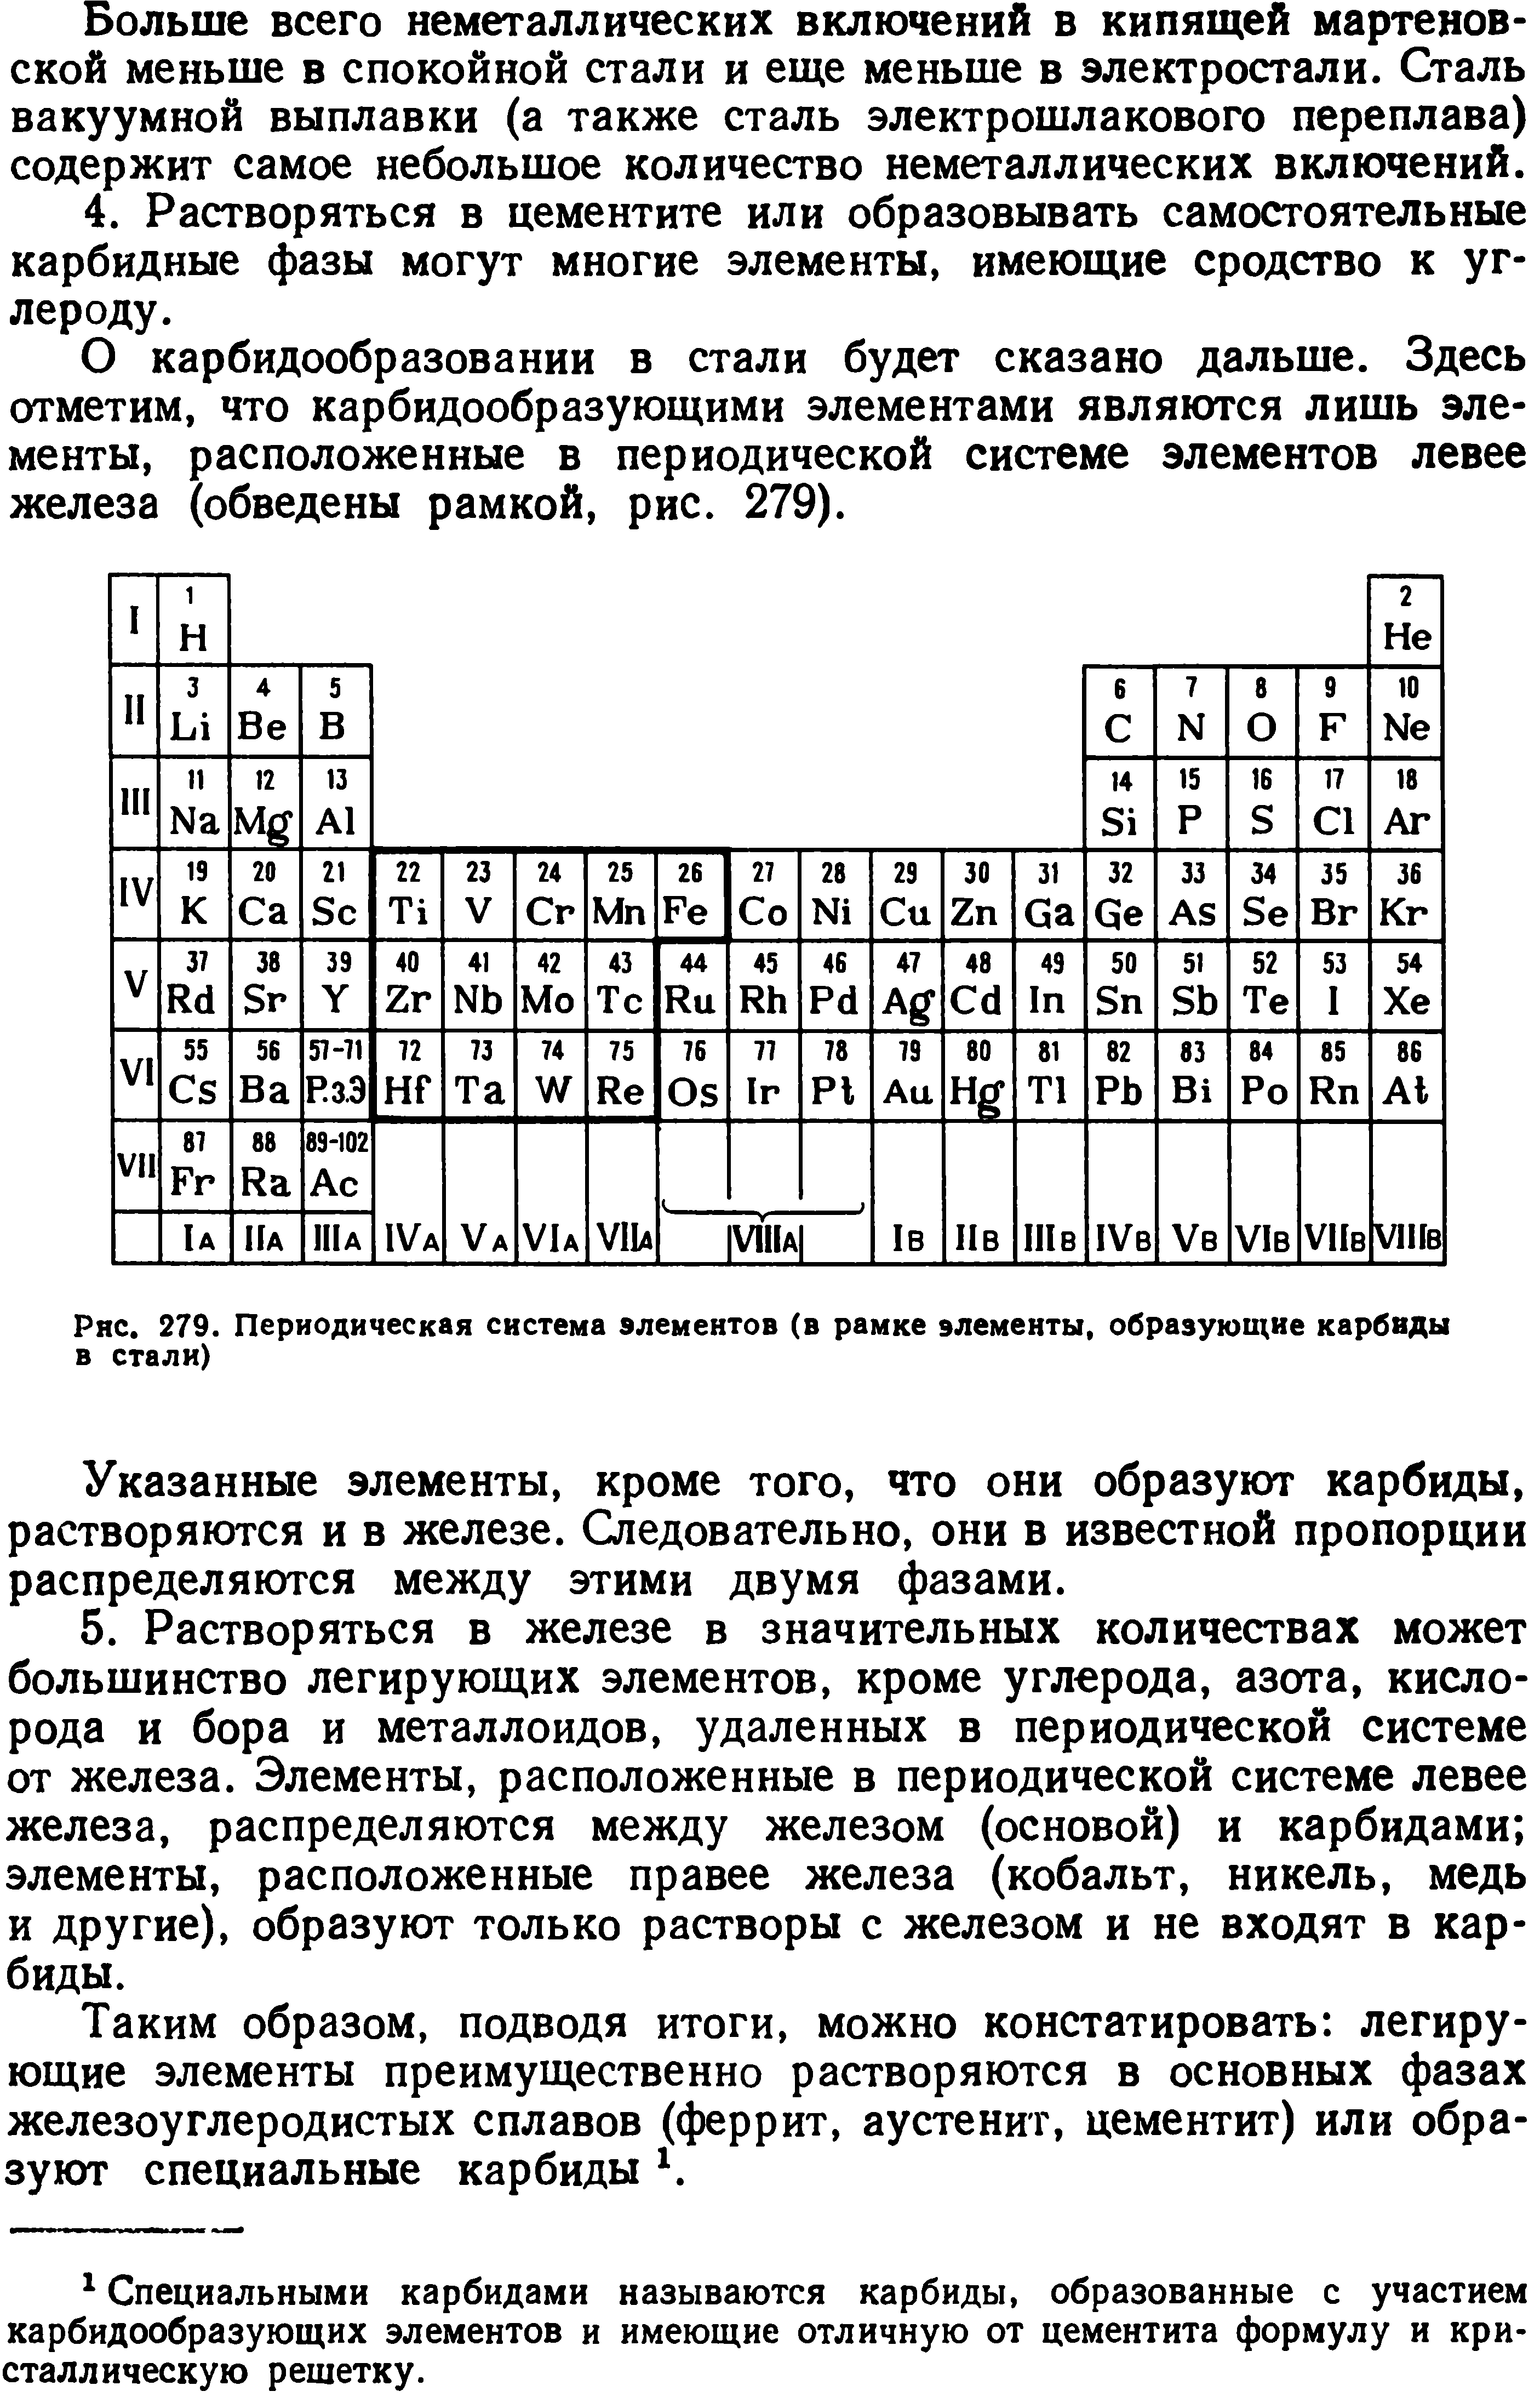 Больше всего неметаллических включений в кипящей мартенов-
ской меньше в спокойной стали и еще меньше в электростали. Сталь
вакуумной выплавки (а также сталь электрошлакового переплава)
содержит самое небольшое количество неметаллических включений.
4. Растворяться в цементите или образовывать самостоятельные
карбидные фазы могут многие элементы, имеющие сродство к уг-
лероду.
О карбидообразовании в стали будет сказано дальше. Здесь
отметим, что карбидообразующими элементами являются лишь эле-
менты, расположенные в периодической системе элементов левее
железа (обведены рамкой, рис. 279).
1 2
I H He
3 4 5 6 7 8 9 10
II Li Be B C N O F Ne
11 12 13 14 15 16 17 18
III Na Mg Al Si P S Cl Ar
19 20 21 22 23 24 25 26 27 28 29 30 31 32 33 34 35 36
IV K Ca Sc Ti V Cr Mn Fe Co Ni Cu Zn Ga Ge As Se Br Kr
37 38 39 40 41 42 43 44 45 46 47 48 49 50 51 52 53 54
V Rd Sr Y Zr Nb Mo Tc Ru Rh Pd Ag Cd In Sn Sb Te I Xe
55 56 57-71 72 73 74 75 76 77 78 79 80 81 82 83 84 85 86
VI Cs Ba Р.З.Э Hf Ta W Re Os Ir Pt Au Hg Tl Pb Bi Po Rn At
87 88 89-102
VII Fr Ra Ac
IA IIA IIIA IVA VA VIA VIIA VIIIA IB IIB IIIB IVB VB VIB VIIB VIIIB
Рис. 279. Периодическая система элементов (в рамке элементы, образующие карбиды
в стали)
Указанные элементы, кроме того, что они образуют карбиды,
растворяются и в железе. Следовательно, они в известной пропорции
распределяются между этими двумя фазами.
5. Растворяться в железе в значительных количествах может
большинство легирующих элементов, кроме углерода, азота, кисло-
рода и бора и металлоидов, удаленных в периодической системе
от железа. Элементы, расположенные в периодической системе левее
железа, распределяются между железом (основой) и карбидами;
элементы, расположенные правее железа (кобальт, никель, медь
и другие), образуют только растворы с железом и не входят в кар-
биды.
Таким образом, подводя итоги, можно констатировать: легиру-
ющие элементы преимущественно растворяются в основных фазах
железоуглеродистых сплавов (феррит, аустенит, цементит) или обра-
зуют специальные карбиды ¹.
¹ Специальными карбидами называются карбиды, образованные с участием
карбидообразующих элементов и имеющие отличную от цементита формулу и кри-
сталлическую решетку.